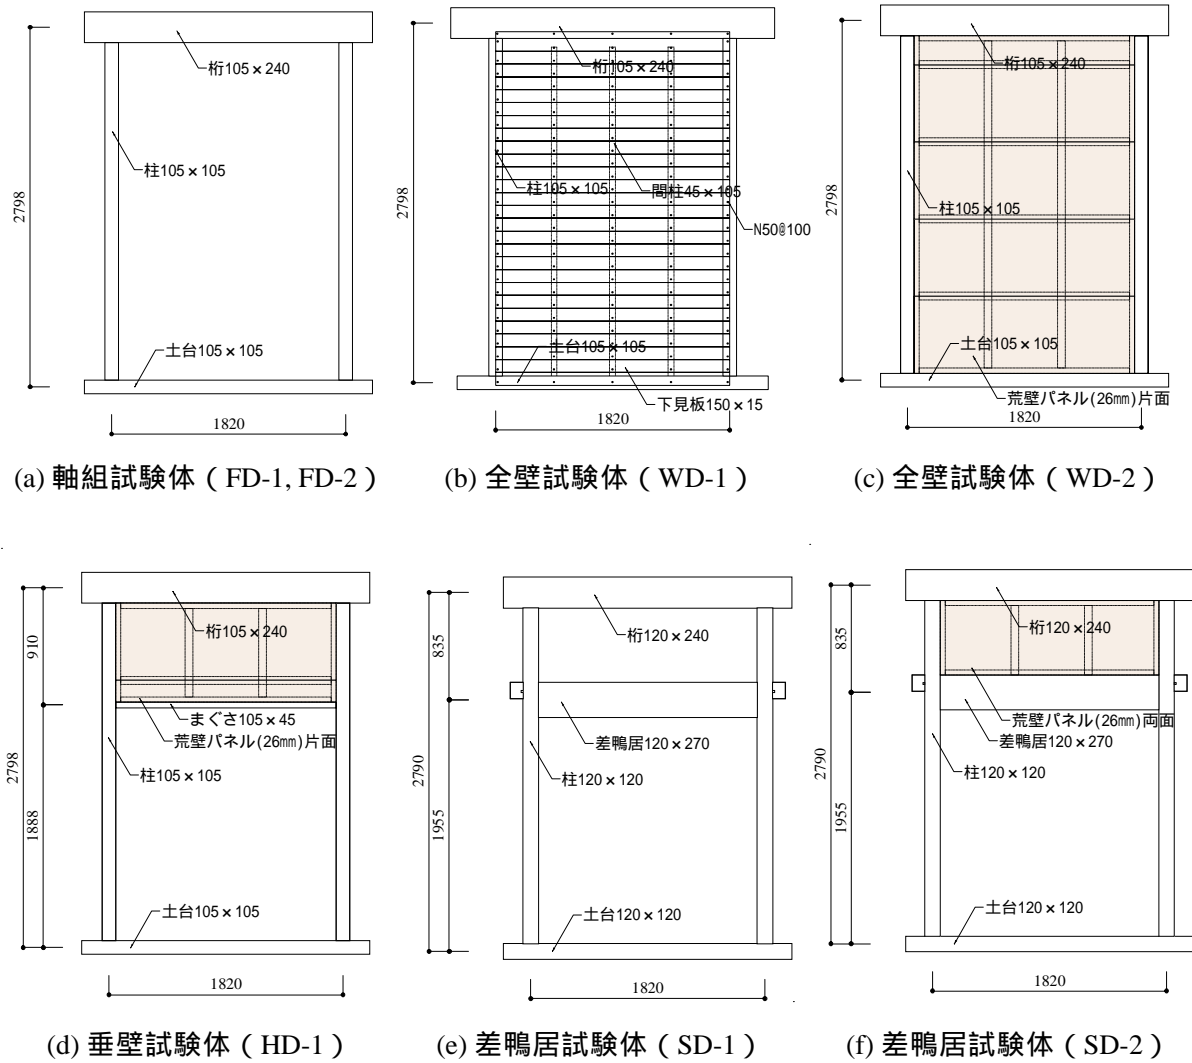 桁105×240
柱105×105
2798
土台105×105
1820
(a) 軸組試験体（FD-1, FD-2）
桁105×240
柱105×105
間柱45×105
N50@100
2798
土台105×105
下見板150×15
1820
(b) 全壁試験体（WD-1）
桁105×240
2798
柱105×105
土台105×105
荒壁パネル(26㎜)片面
1820
(c) 全壁試験体（WD-2）
910
桁105×240
まぐさ105×45
荒壁パネル(26㎜)片面
2798
柱105×105
1888
土台105×105
1820
(d) 垂壁試験体（HD-1）
835
桁120×240
差鴨居120×270
2790
柱120×120
1955
土台120×120
1820
(e) 差鴨居試験体（SD-1）
835
桁120×240
荒壁パネル(26㎜)両面
差鴨居120×270
2790
柱120×120
1955
土台120×120
1820
(f) 差鴨居試験体（SD-2）